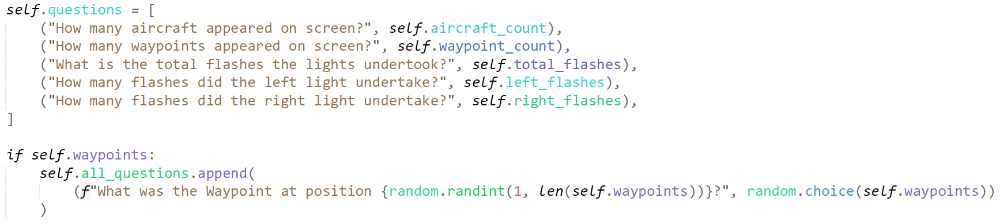 self.questions = [
    ("How many aircraft appeared on screen?", self.aircraft_count),
    ("How many waypoints appeared on screen?", self.waypoint_count),
    ("What is the total flashes the lights undertook?", self.total_flashes),
    ("How many flashes did the left light undertake?", self.left_flashes),
    ("How many flashes did the right light undertake?", self.right_flashes),
]

if self.waypoints:
    self.all_questions.append(
        (f"What was the Waypoint at position {random.randint(1, len(self.waypoints))}?", random.choice(self.waypoints))
    )